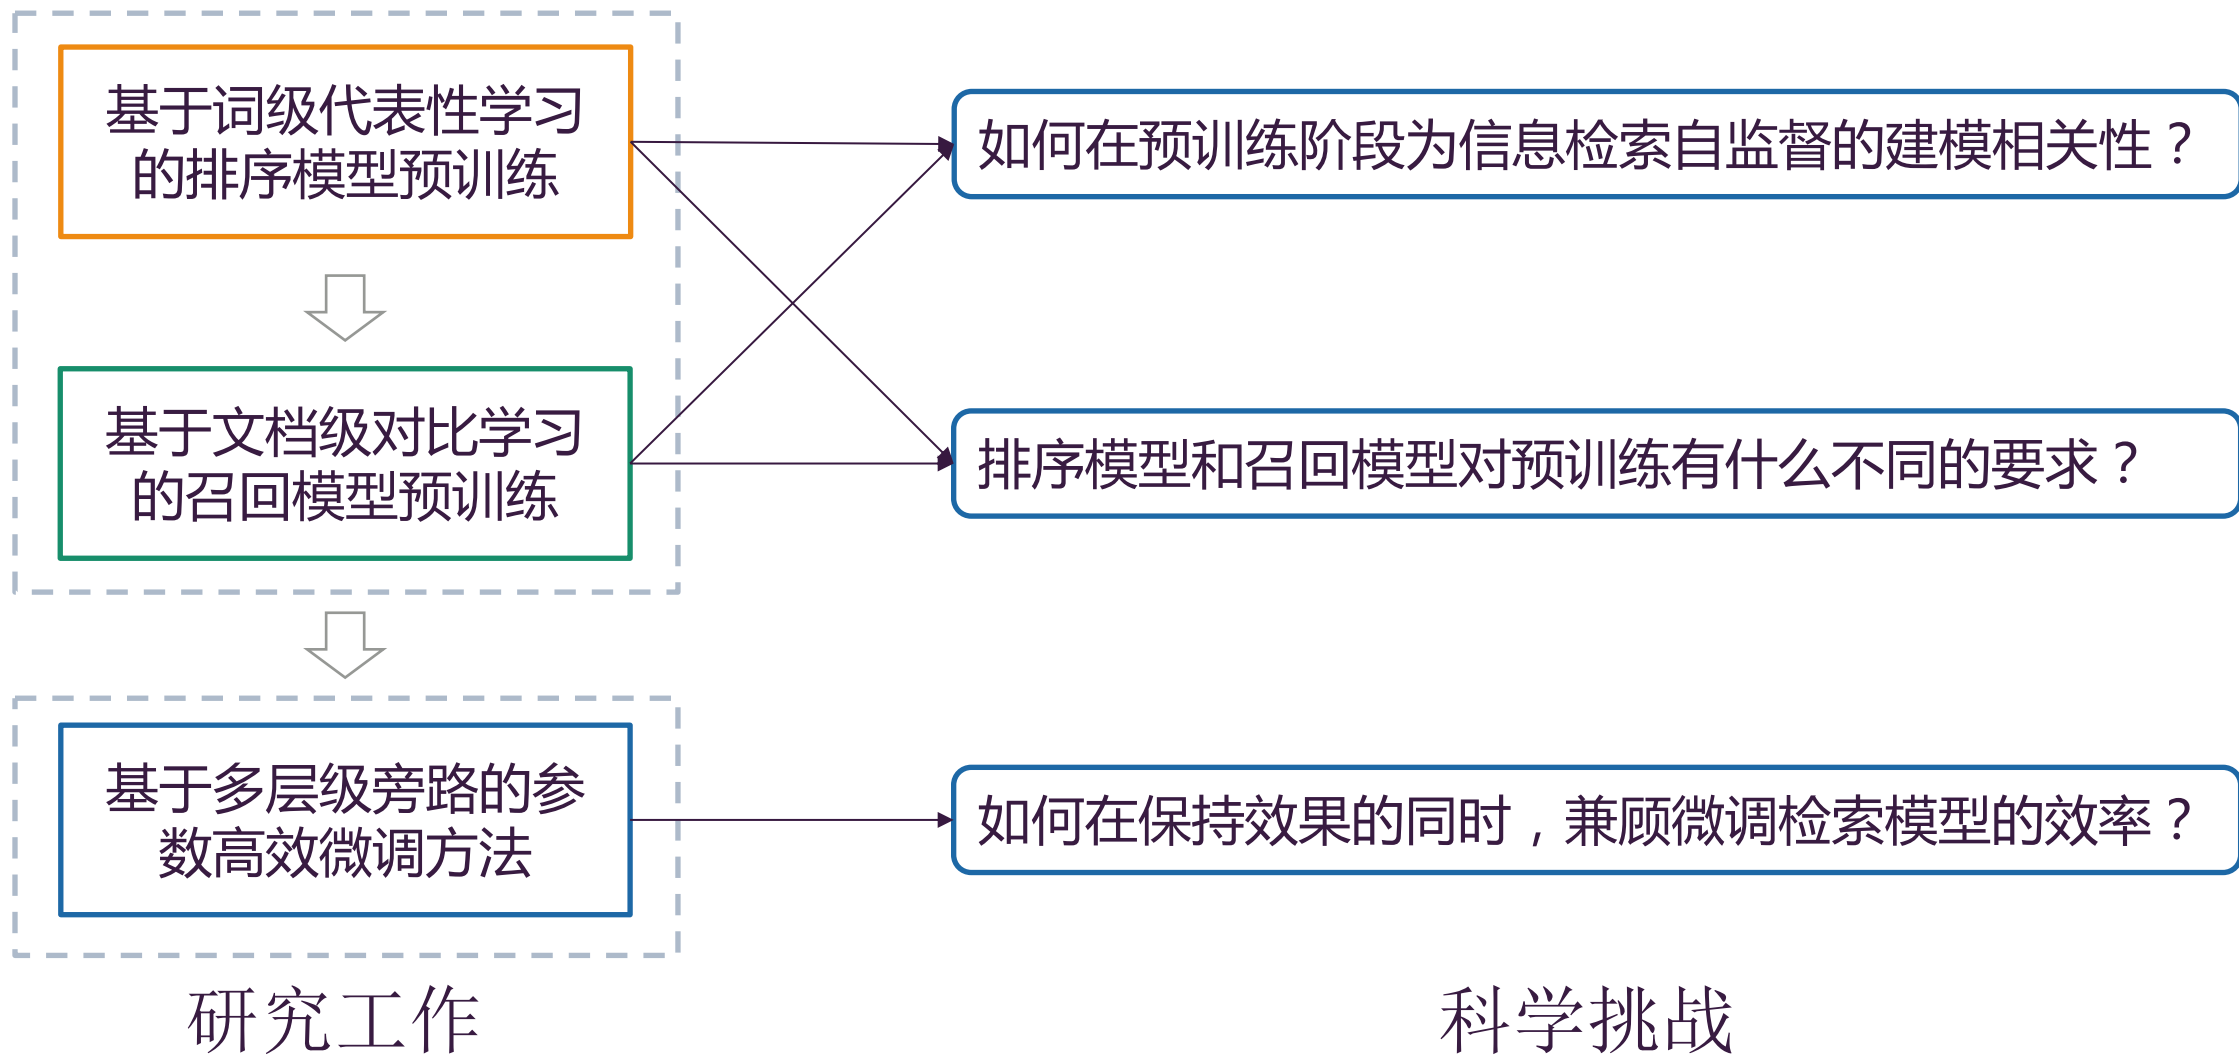 基于词级代表性学习
的排序模型预训练
如何在预训练阶段为信息检索自监督的建模相关性？
基于文档级对比学习
的召回模型预训练
排序模型和召回模型对预训练有什么不同的要求？
基于多层级旁路的参
数高效微调方法
如何在保持效果的同时，兼顾微调检索模型的效率？
研究工作
科学挑战